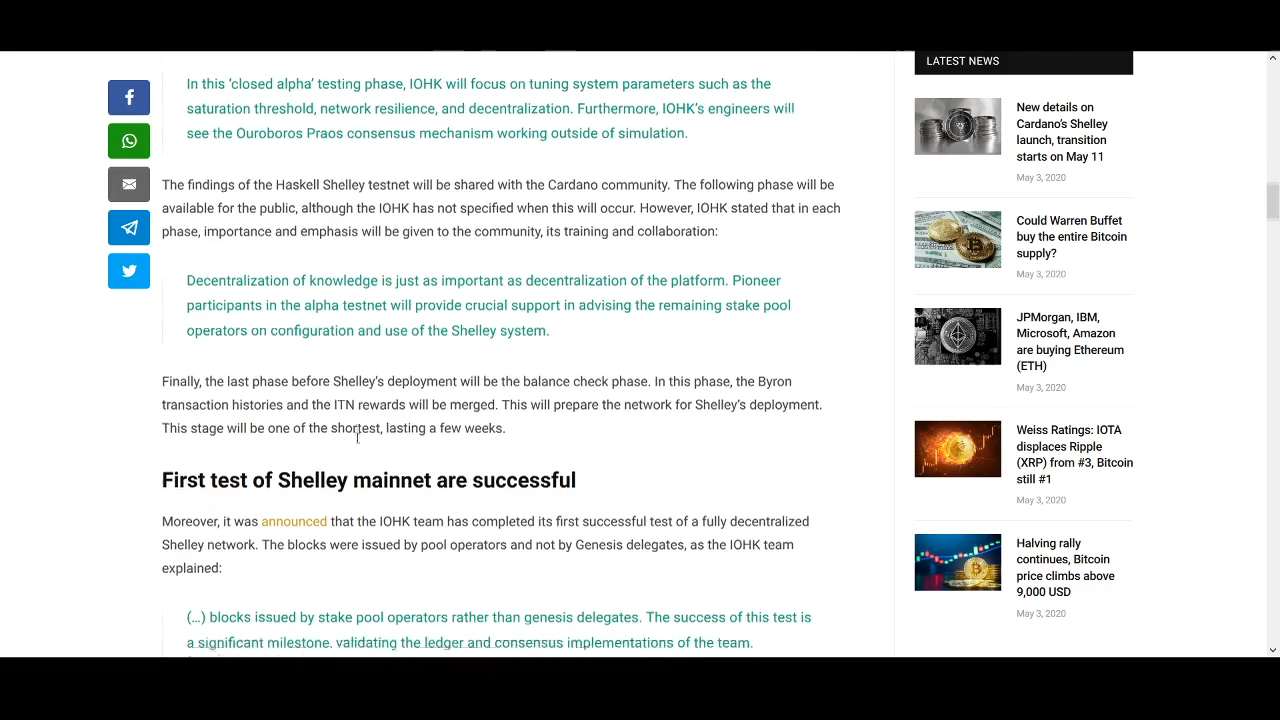 In this ‘closed alpha’ testing phase, IOHK will focus on tuning system parameters such as the
saturation threshold, network resilience, and decentralization. Furthermore, IOHK’s engineers will
see the Ouroboros Praos consensus mechanism working outside of simulation.
The findings of the Haskell Shelley testnet will be shared with the Cardano community. The following phase will be
available for the public, although the IOHK has not specified when this will occur. However, IOHK stated that in each
phase, importance and emphasis will be given to the community, its training and collaboration:
Decentralization of knowledge is just as important as decentralization of the platform. Pioneer
participants in the alpha testnet will provide crucial support in advising the remaining stake pool
operators on configuration and use of the Shelley system.
Finally, the last phase before Shelley’s deployment will be the balance check phase. In this phase, the Byron
transaction histories and the ITN rewards will be merged. This will prepare the network for Shelley’s deployment.
This stage will be one of the shortest, lasting a few weeks.
First test of Shelley mainnet are successful
Moreover, it was announced that the IOHK team has completed its first successful test of a fully decentralized
Shelley network. The blocks were issued by pool operators and not by Genesis delegates, as the IOHK team
explained:
(…) blocks issued by stake pool operators rather than genesis delegates. The success of this test is
a significant milestone. validating the ledger and consensus implementations of the team.
LATEST NEWS
New details on
Cardano’s Shelley
launch, transition
starts on May 11
May 3, 2020
Could Warren Buffet
buy the entire Bitcoin
supply?
May 3, 2020
JPMorgan, IBM,
Microsoft, Amazon
are buying Ethereum
(ETH)
May 3, 2020
Weiss Ratings: IOTA
displaces Ripple
(XRP) from #3, Bitcoin
still #1
May 3, 2020
Halving rally
continues, Bitcoin
price climbs above
9,000 USD
May 3, 2020